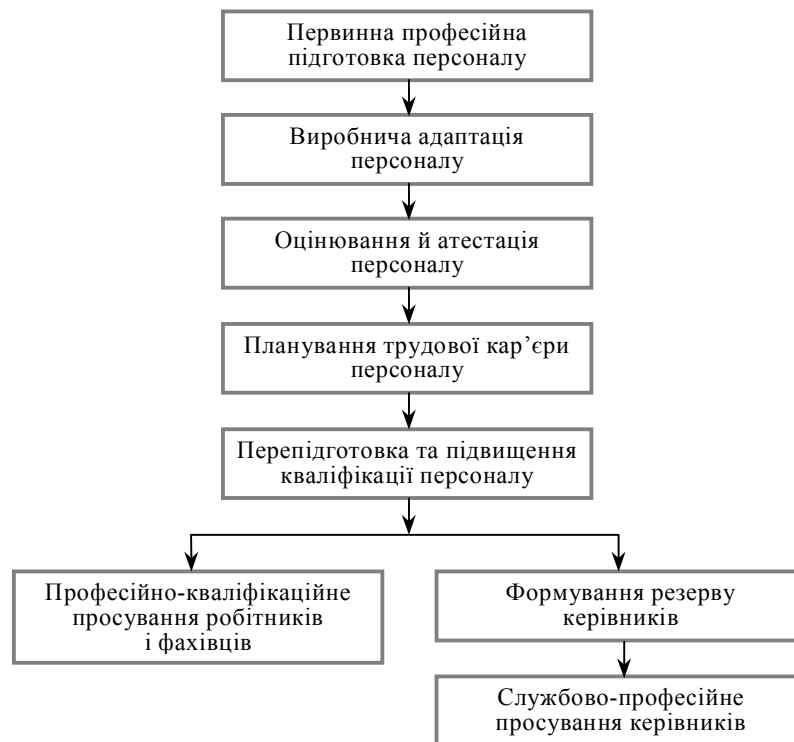 Первинна професійна
підготовка персоналу
Виробнича адаптація
персоналу
Оцінювання й атестація
персоналу
Планування трудової кар’єри
персоналу
Перепідготовка та підвищення
кваліфікації персоналу
Професійно-кваліфікаційне
просування робітників
і фахівців
Формування резерву
керівників
Службово-професійне
просування керівників